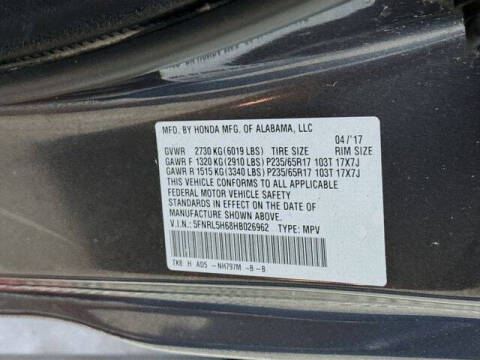 MFD. BY HONDA MFG. OF ALABAMA, LLC 04/'17
GVWR 2730 KG(6019 LBS) TIRE SIZE RIM SIZE
GAWR F 1320 KG(2910 LBS) P235/65R17 103T 17X7J
GAWR R 1515 KG(3340 LBS) P235/65R17 103T 17X7J
THIS VEHICLE CONFORMS TO ALL APPLICABLE
FEDERAL MOTOR VEHICLE SAFETY
STANDARDS IN EFFECT ON THE DATE OF
MANUFACTURE SHOWN ABOVE.
V.I.N.: 5FNRL5H68HB026962 TYPE: MPV
TK8 H A05 -NH797M -B-B